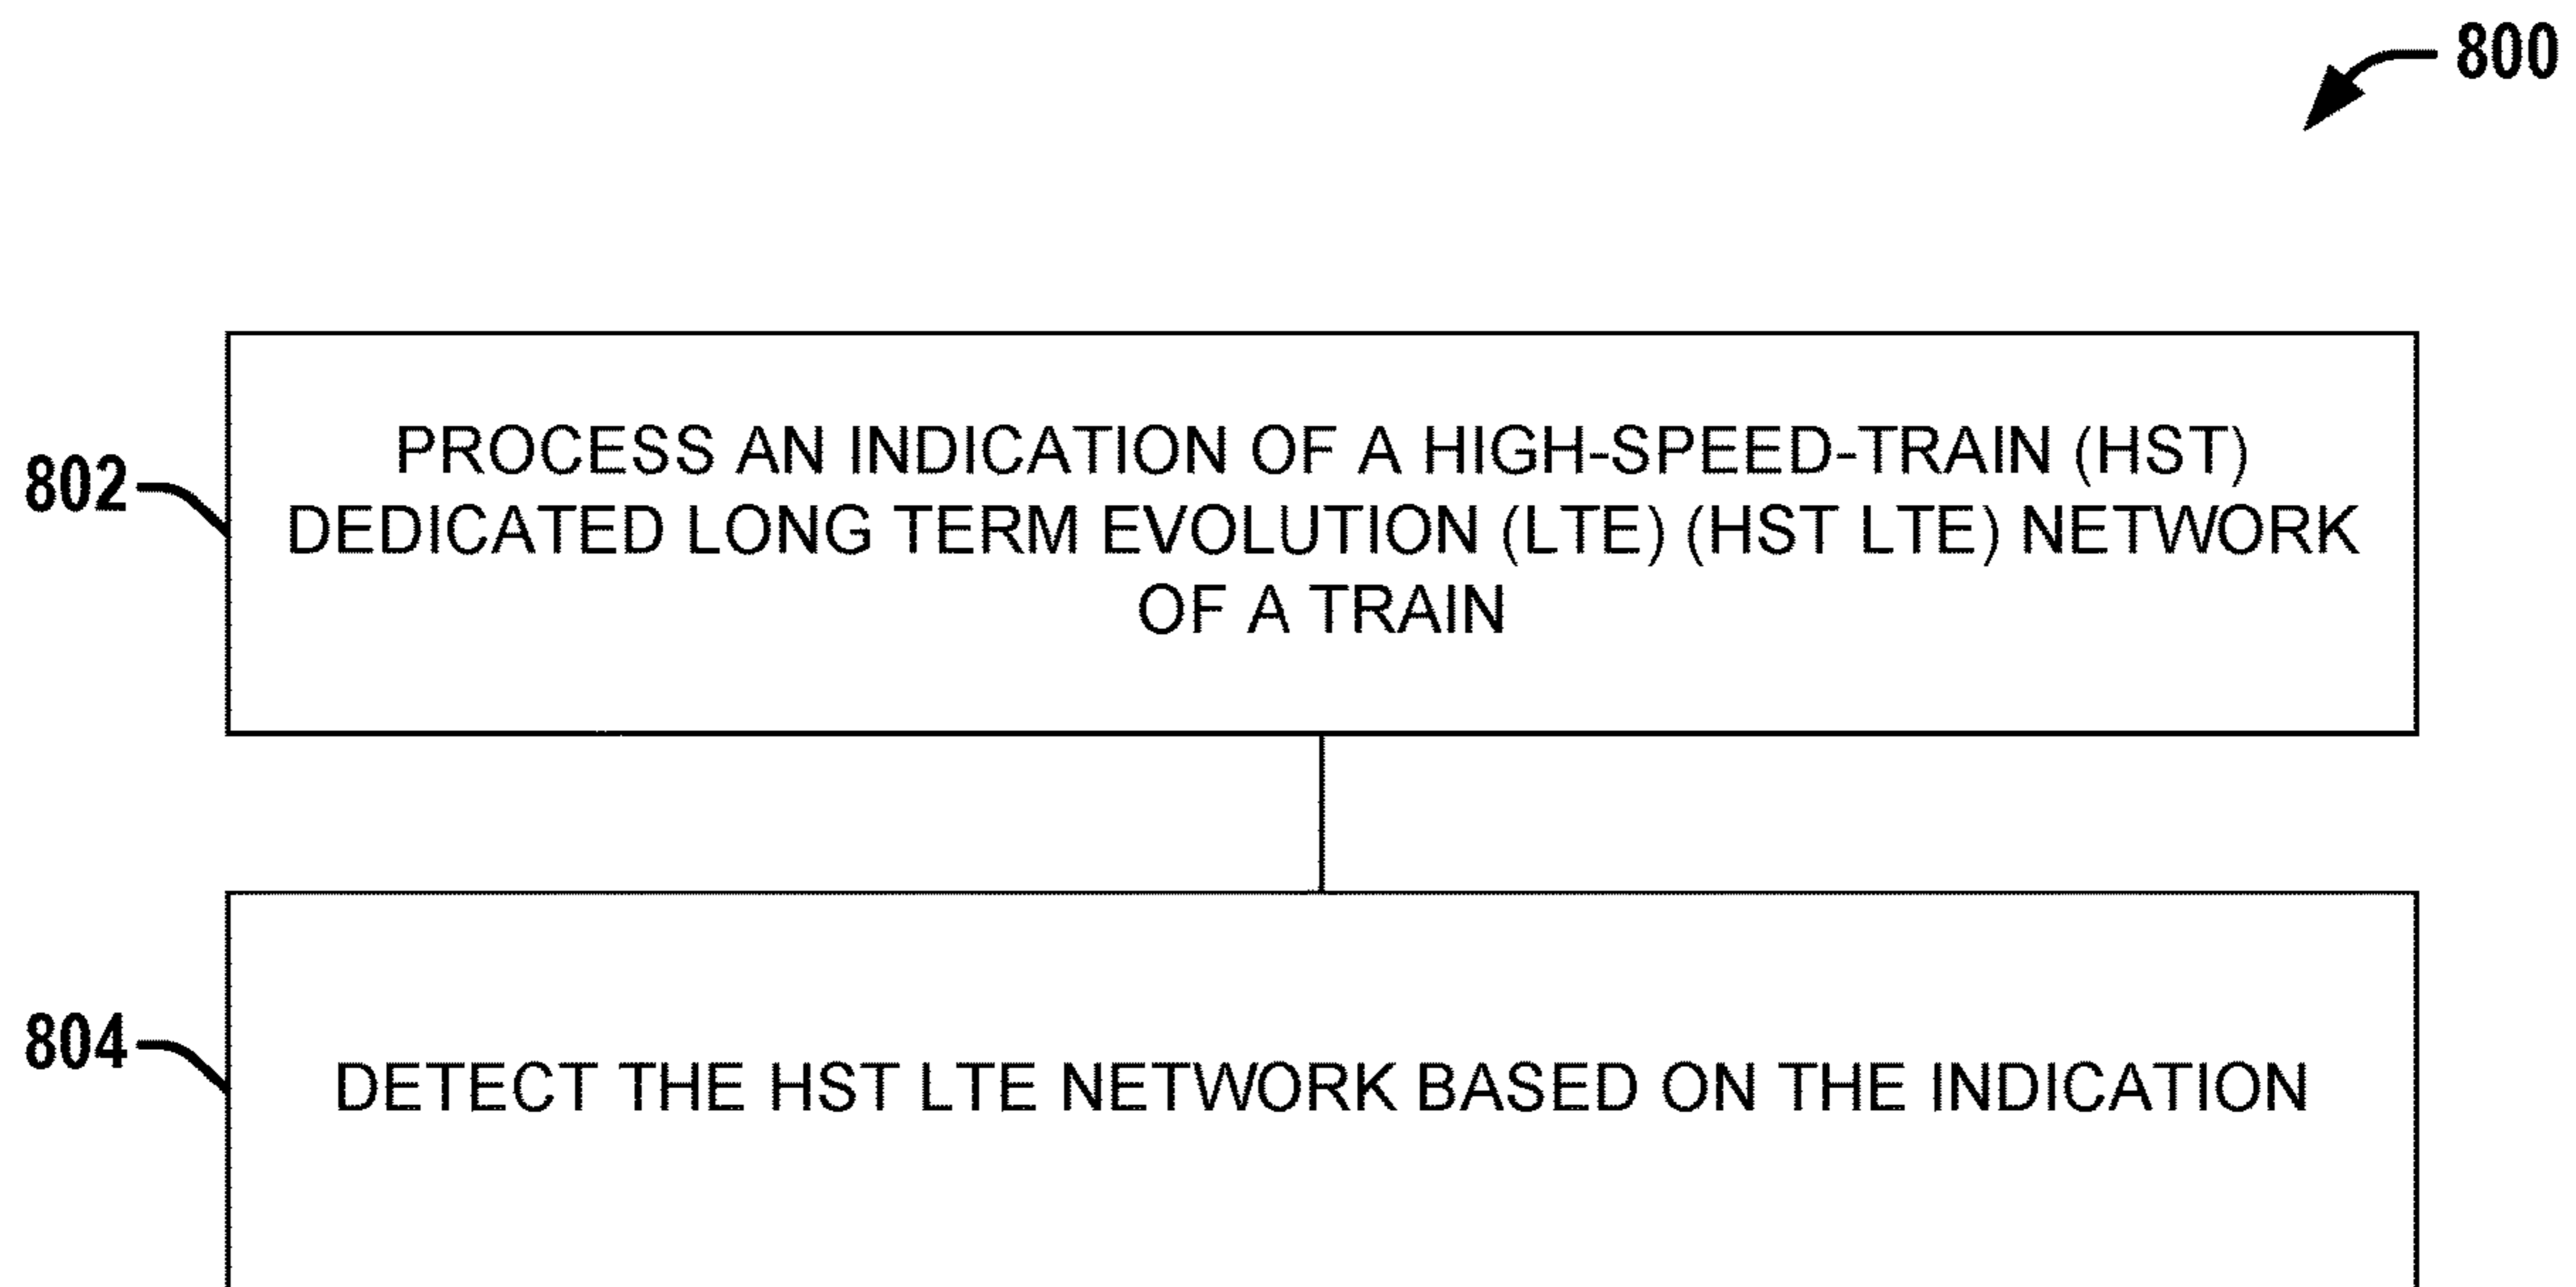 800
802
PROCESS AN INDICATION OF A HIGH-SPEED-TRAIN (HST)
DEDICATED LONG TERM EVOLUTION (LTE) (HST LTE) NETWORK
OF A TRAIN
804
DETECT THE HST LTE NETWORK BASED ON THE INDICATION